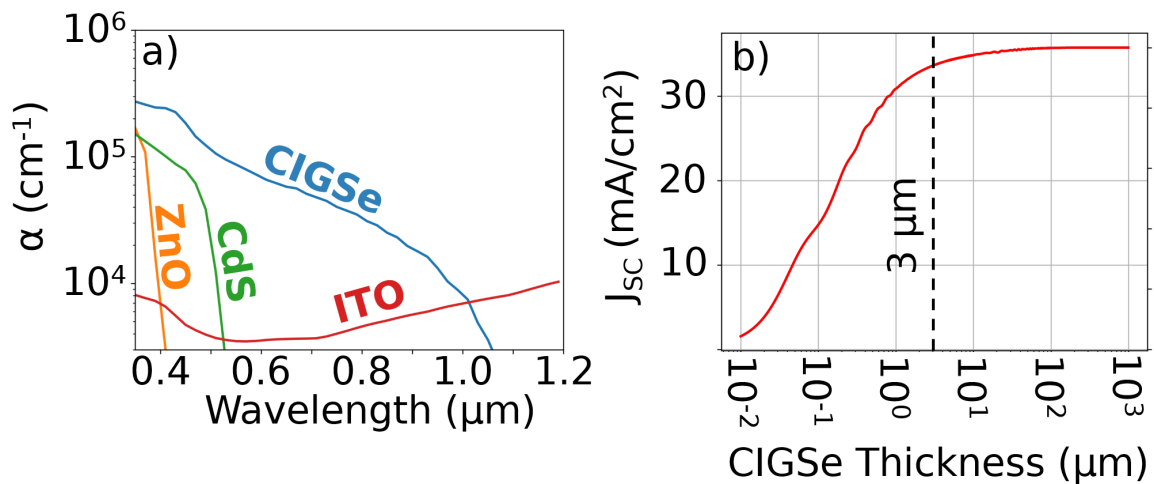 a)
10⁶
10⁵
10⁴
α (cm⁻¹)
CIGSe
ZnO
CdS
ITO
0.4 0.6 0.8 1.0 1.2
Wavelength (μm)
b)
30
20
10
J_SC (mA/cm²)
3 μm
10⁻² 10⁻¹ 10⁰ 10¹ 10² 10³
CIGSe Thickness (μm)